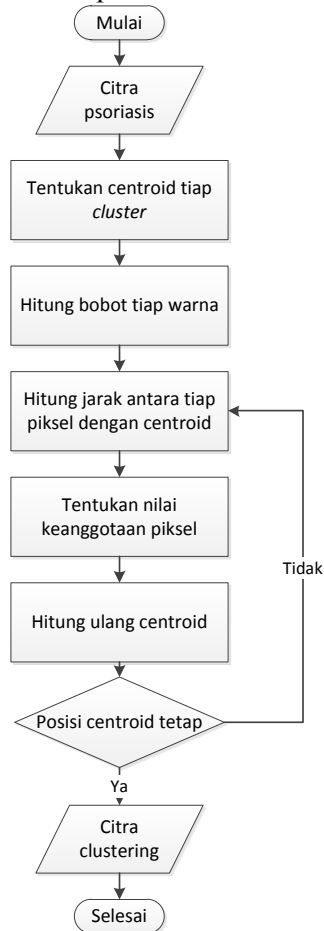 Mulai
Citra
psoriasis
Tentukan centroid tiap
cluster
Hitung bobot tiap warna
Hitung jarak antara tiap
piksel dengan centroid
Tentukan nilai
keanggotaan piksel
Tidak
Hitung ulang centroid
Posisi centroid tetap
Ya
Citra
clustering
Selesai